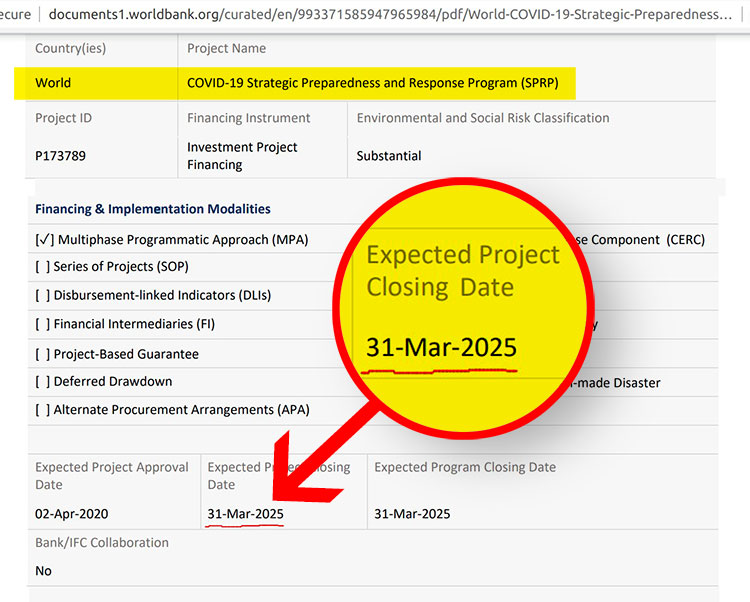 ecure | documents1.worldbank.org/curated/en/993371585947965984/pdf/World-COVID-19-Strategic-Preparedness...
Country(ies) Project Name
World COVID-19 Strategic Preparedness and Response Program (SPRP)
Project ID Financing Instrument Environmental and Social Risk Classification
P173789 Investment Project Financing Substantial
Financing & Implementation Modalities
[✓] Multiphase Programmatic Approach (MPA) se Component (CERC)
[ ] Series of Projects (SOP)
[ ] Disbursement-linked Indicators (DLIs)
[ ] Financial Intermediaries (FI) y
[ ] Project-Based Guarantee
[ ] Deferred Drawdown -made Disaster
[ ] Alternate Procurement Arrangements (APA)
Expected Project
Closing Date
31-Mar-2025
Expected Project Approval Date Expected Pro losing Date Expected Program Closing Date
02-Apr-2020 31-Mar-2025 31-Mar-2025
Bank/IFC Collaboration
No